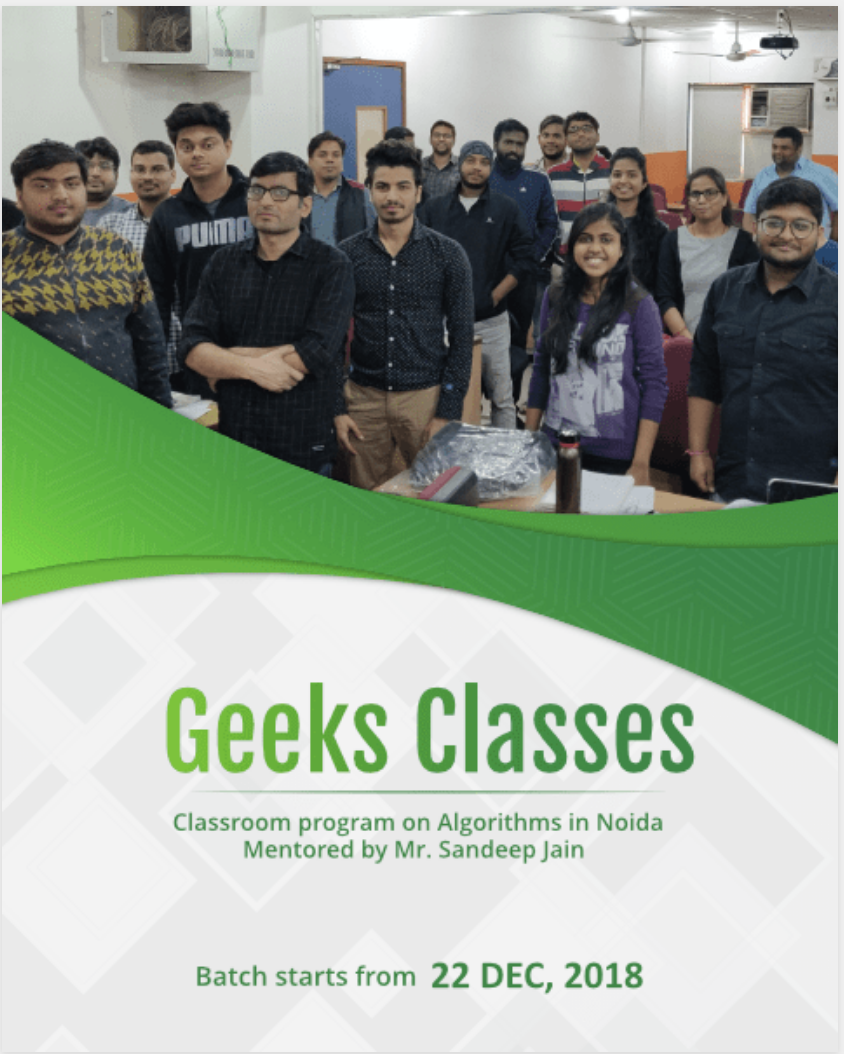 PUMA
Geeks Classes
Classroom program on Algorithms in Noida
Mentored by Mr. Sandeep Jain
Batch starts from 22 DEC, 2018